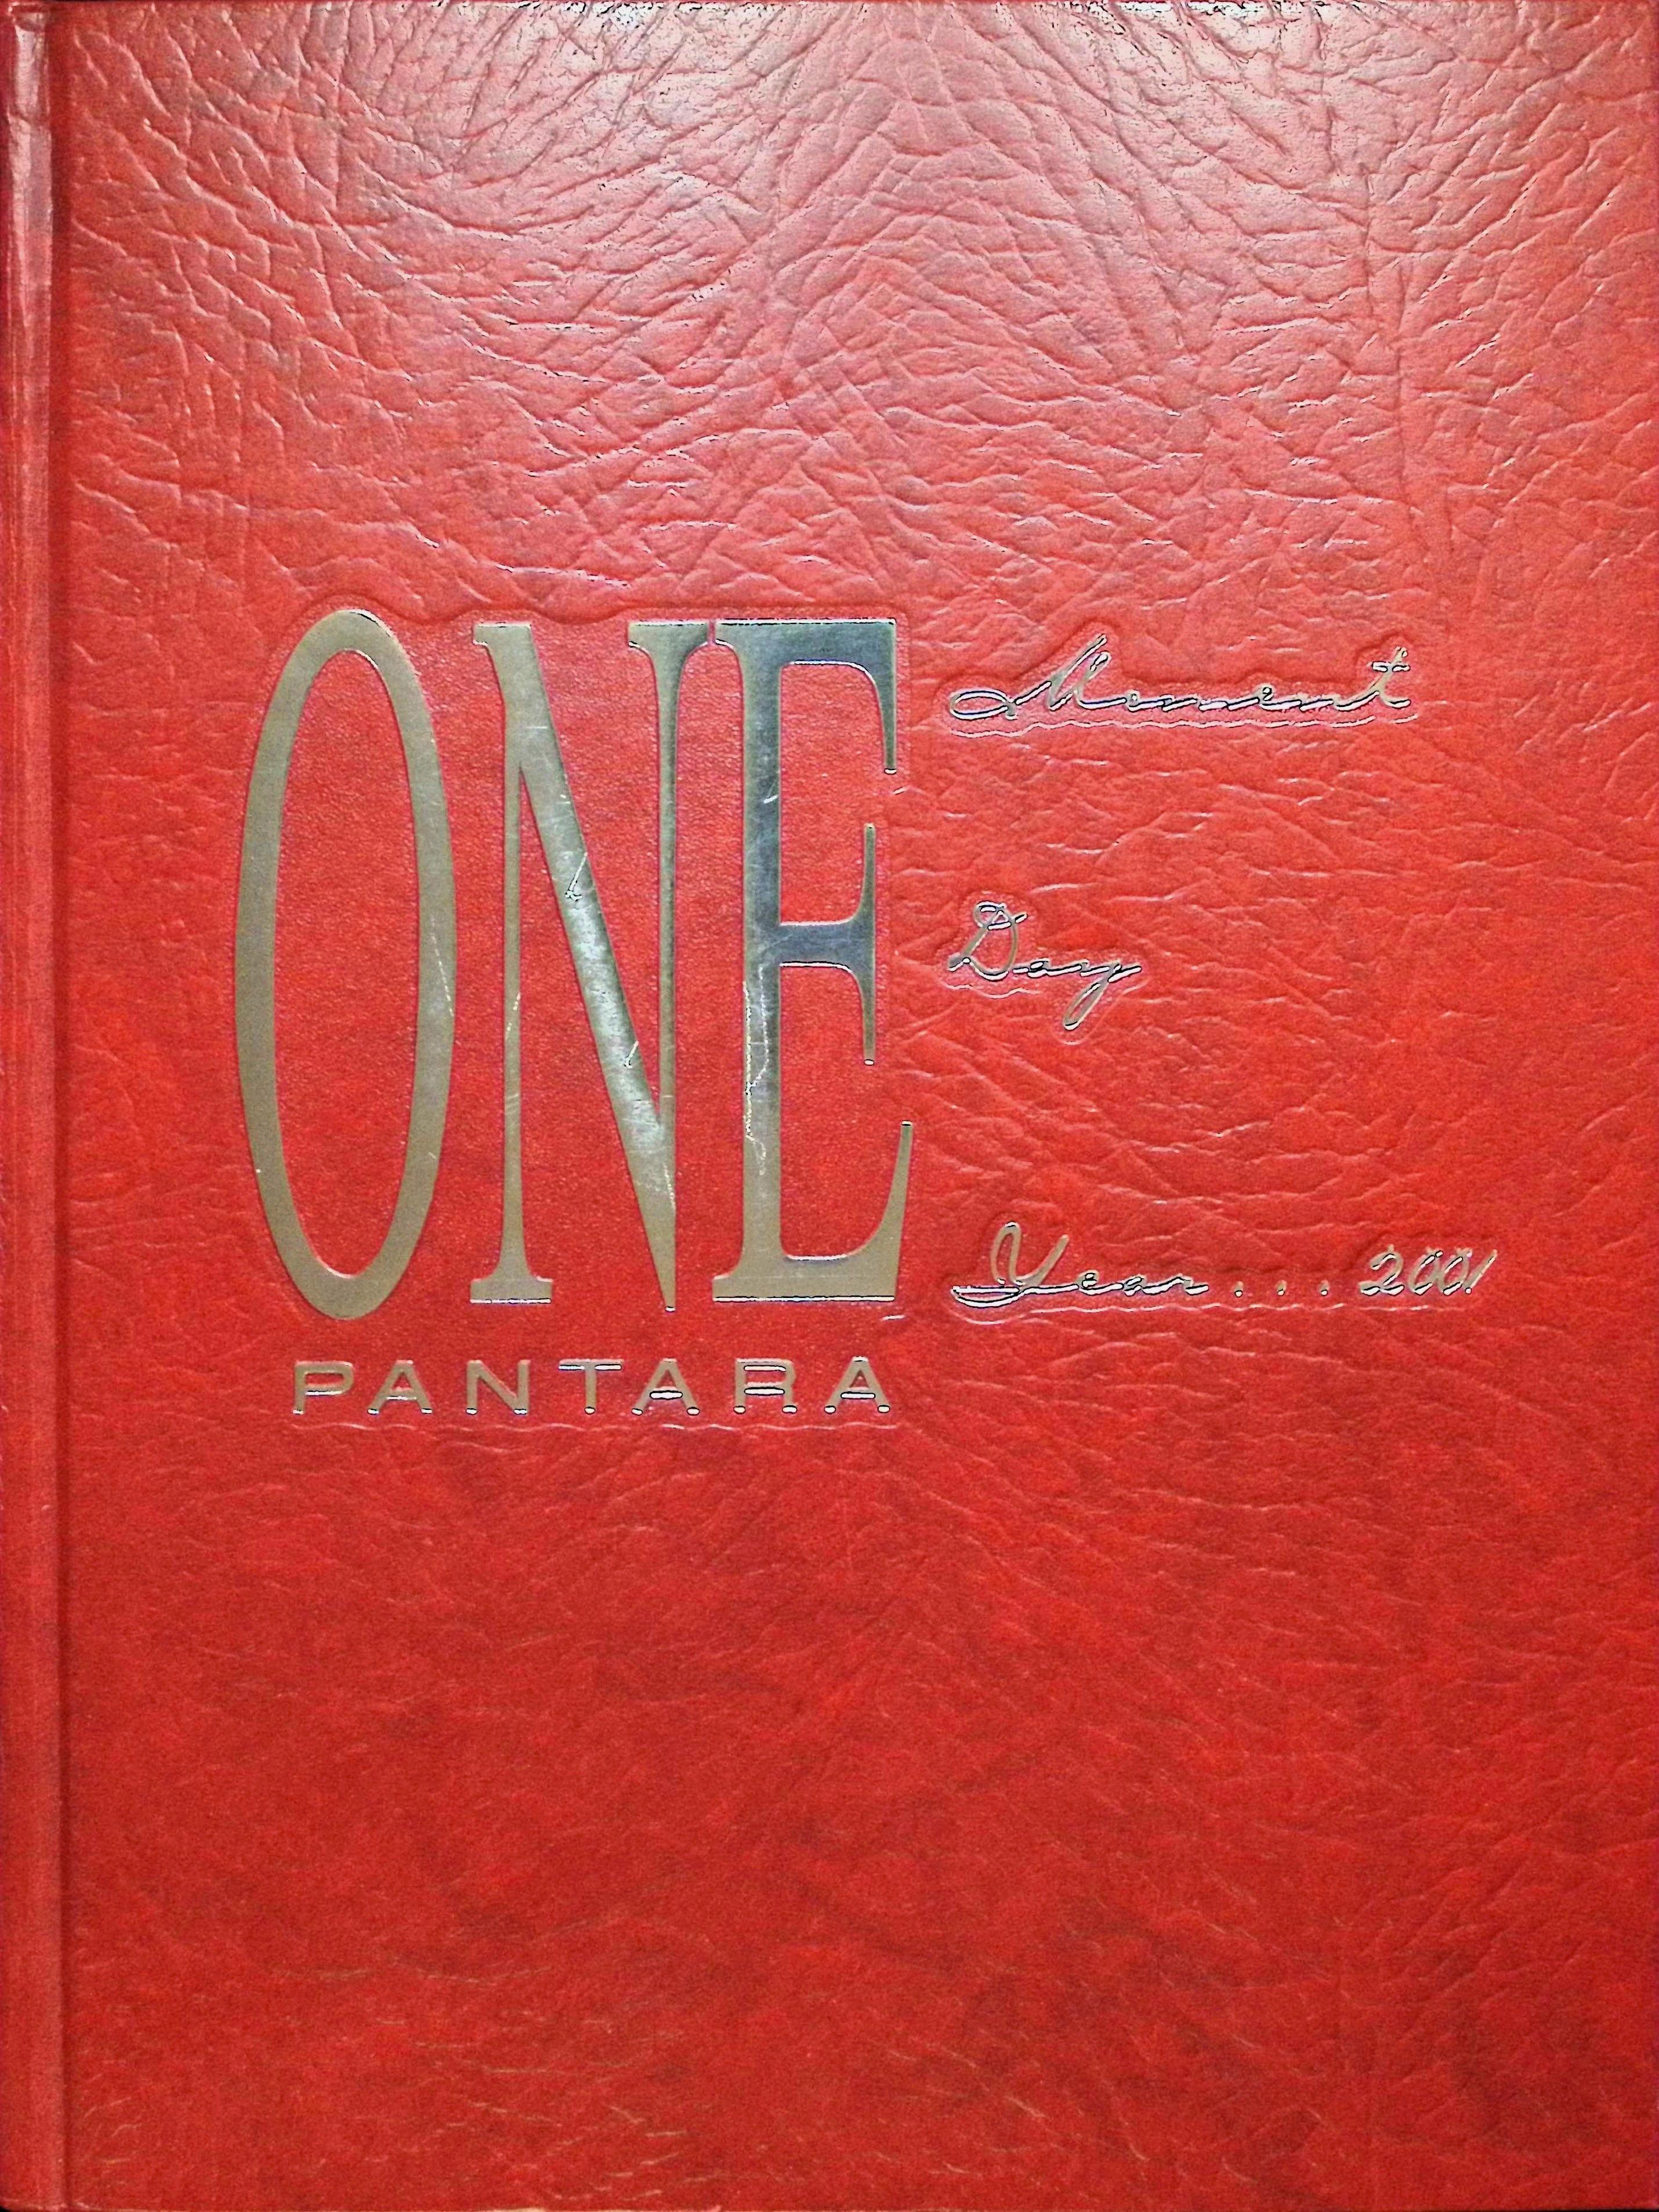 ONE
Moment
Day
Year...2001
PANTARA